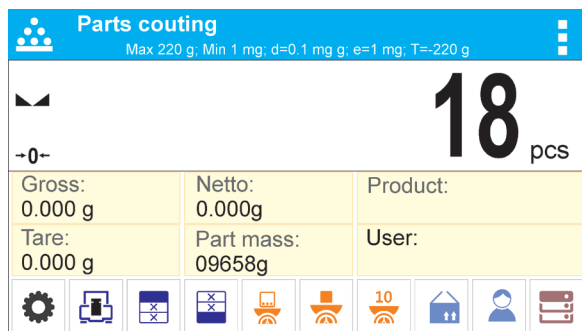 Parts couting
Max 220 g; Min 1 mg; d=0.1 mg g; e=1 mg; T=-220 g
18 pcs
→0←
Gross:
0.000 g
Netto:
0.000g
Product:
Tare:
0.000 g
Part mass:
09658g
User:
10